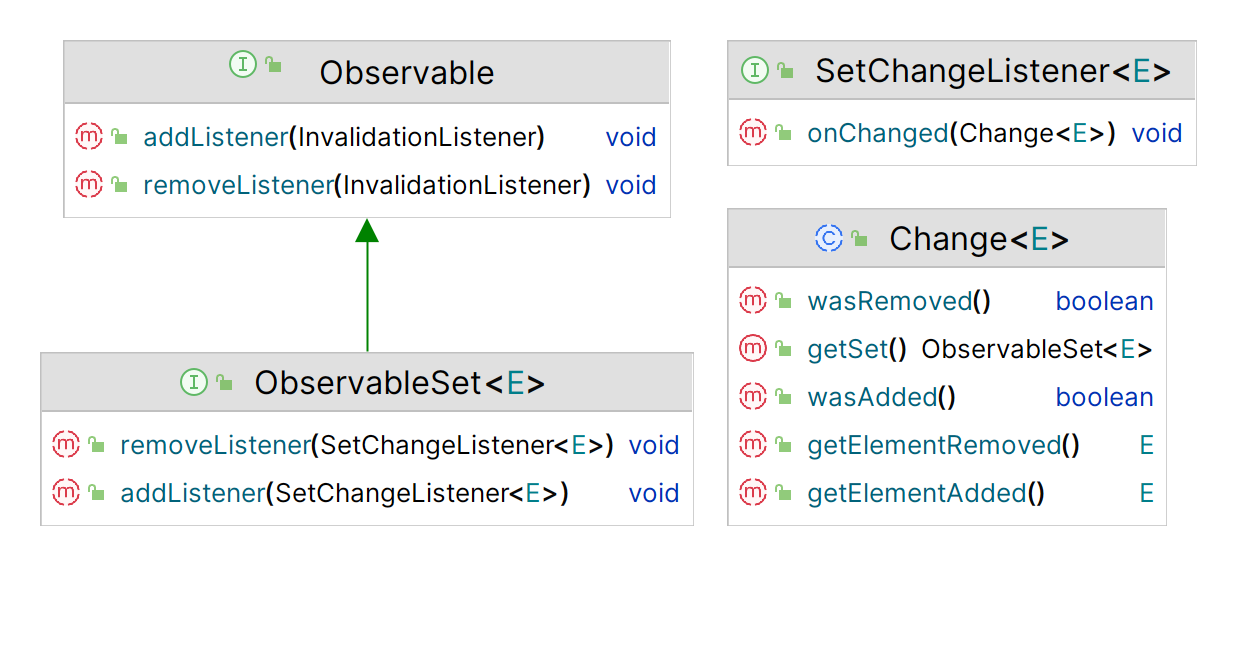 Observable
addListener(InvalidationListener) void
removeListener(InvalidationListener) void
ObservableSet<E>
removeListener(SetChangeListener<E>) void
addListener(SetChangeListener<E>) void
SetChangeListener<E>
onChanged(Change<E>) void
Change<E>
wasRemoved() boolean
getSet() ObservableSet<E>
wasAdded() boolean
getElementRemoved() E
getElementAdded() E